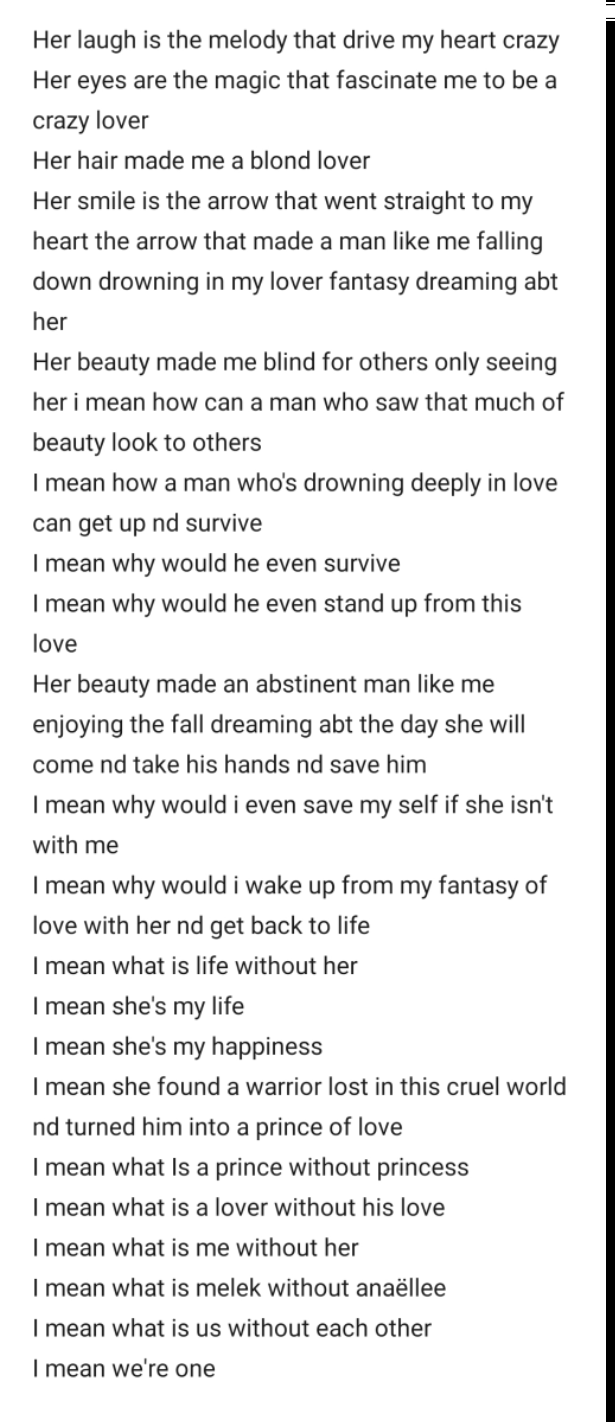 Her laugh is the melody that drive my heart crazy
Her eyes are the magic that fascinate me to be a
crazy lover
Her hair made me a blond lover
Her smile is the arrow that went straight to my
heart the arrow that made a man like me falling
down drowning in my lover fantasy dreaming abt
her
Her beauty made me blind for others only seeing
her i mean how can a man who saw that much of
beauty look to others
I mean how a man who's drowning deeply in love
can get up nd survive
I mean why would he even survive
I mean why would he even stand up from this
love
Her beauty made an abstinent man like me
enjoying the fall dreaming abt the day she will
come nd take his hands nd save him
I mean why would i even save my self if she isn't
with me
I mean why would i wake up from my fantasy of
love with her nd get back to life
I mean what is life without her
I mean she's my life
I mean she's my happiness
I mean she found a warrior lost in this cruel world
nd turned him into a prince of love
I mean what Is a prince without princess
I mean what is a lover without his love
I mean what is me without her
I mean what is melek without anaëllee
I mean what is us without each other
I mean we're one